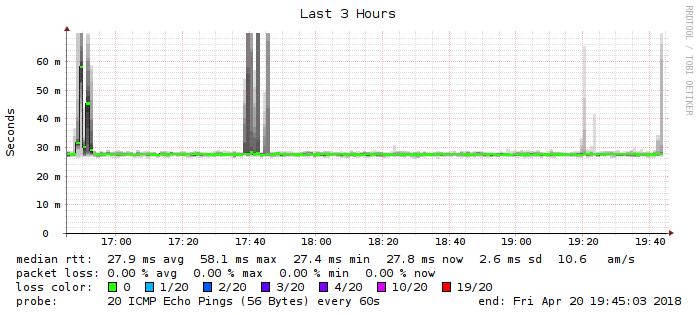 Last 3 Hours
RRDTOOL / TOBI OETIKER
Seconds
60 m
50 m
40 m
30 m
20 m
10 m
0
17:00 17:20 17:40 18:00 18:20 18:40 19:00 19:20 19:40
median rtt: 27.9 ms avg 58.1 ms max 27.4 ms min 27.8 ms now 2.6 ms sd 10.6 am/s
packet loss: 0.00 % avg 0.00 % max 0.00 % min 0.00 % now
loss color: 0 1/20 2/20 3/20 4/20 10/20 19/20
probe: 20 ICMP Echo Pings (56 Bytes) every 60s end: Fri Apr 20 19:45:03 2018